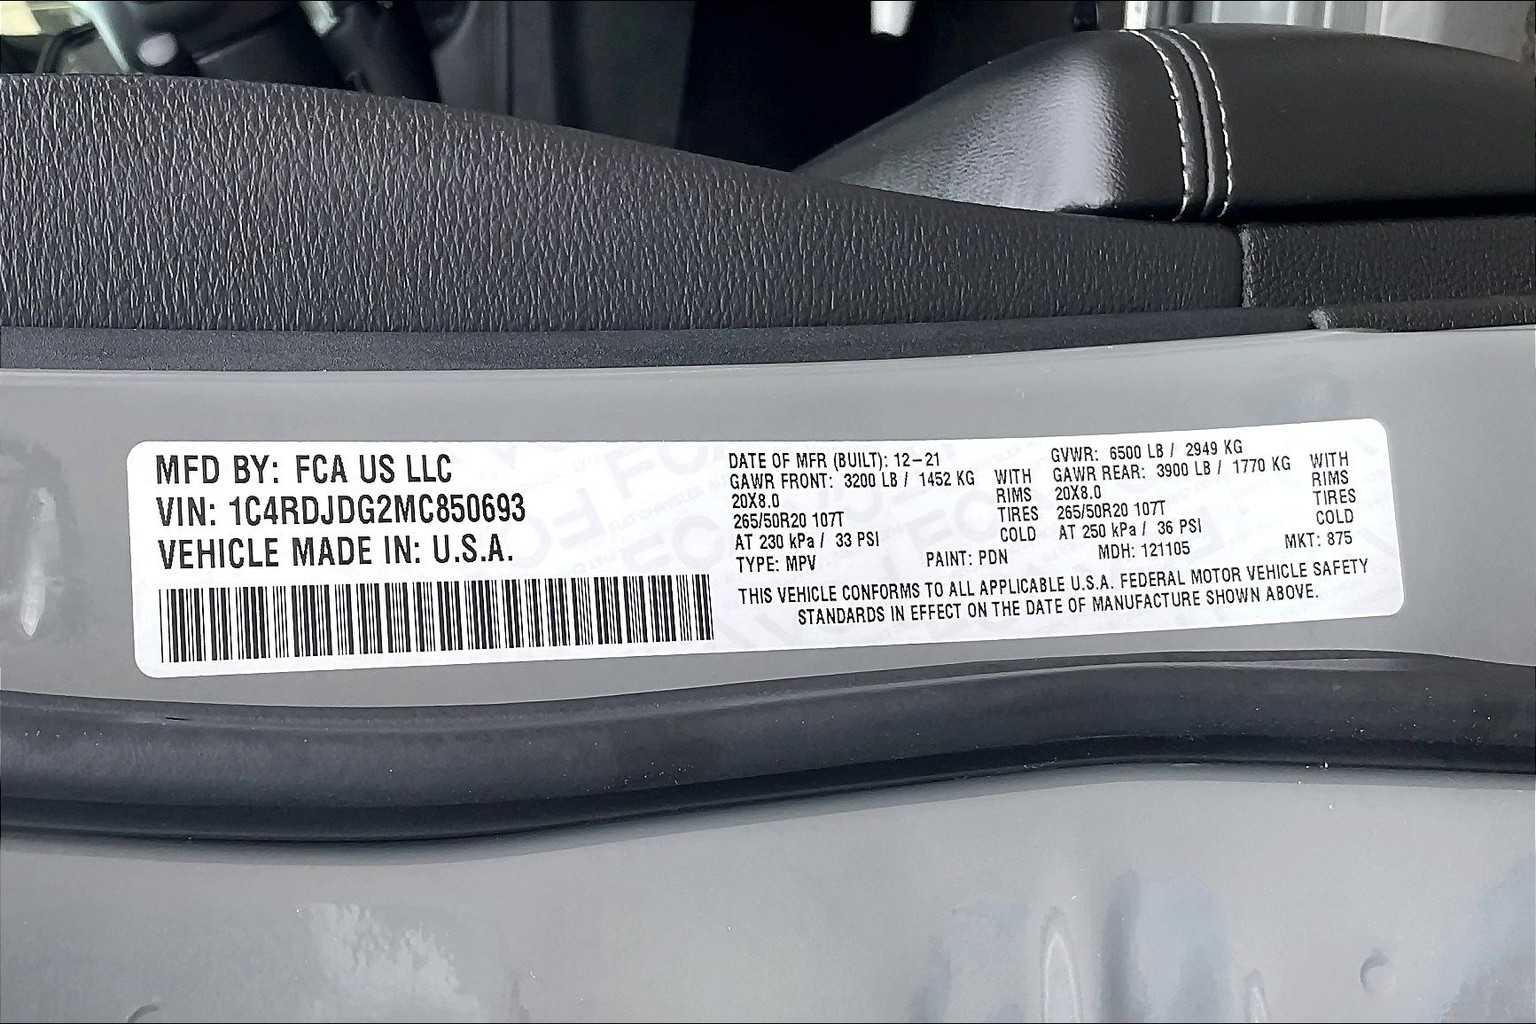 MFD BY: FCA US LLC
VIN: 1C4RDJDG2MC850693
VEHICLE MADE IN: U.S.A.
DATE OF MFR (BUILT): 12-21
GAWR FRONT: 3200 LB / 1452 KG WITH
20X8.0 RIMS
265/50R20 107T TIRES
AT 230 kPa / 33 PSI COLD
GVWR: 6500 LB / 2949 KG
GAWR REAR: 3900 LB / 1770 KG WITH
20X8.0 RIMS
265/50R20 107T TIRES
AT 250 kPa / 36 PSI COLD
TYPE: MPV PAINT: PDN MDH: 121105 MKT: 875
THIS VEHICLE CONFORMS TO ALL APPLICABLE U.S.A. FEDERAL MOTOR VEHICLE SAFETY
STANDARDS IN EFFECT ON THE DATE OF MANUFACTURE SHOWN ABOVE.